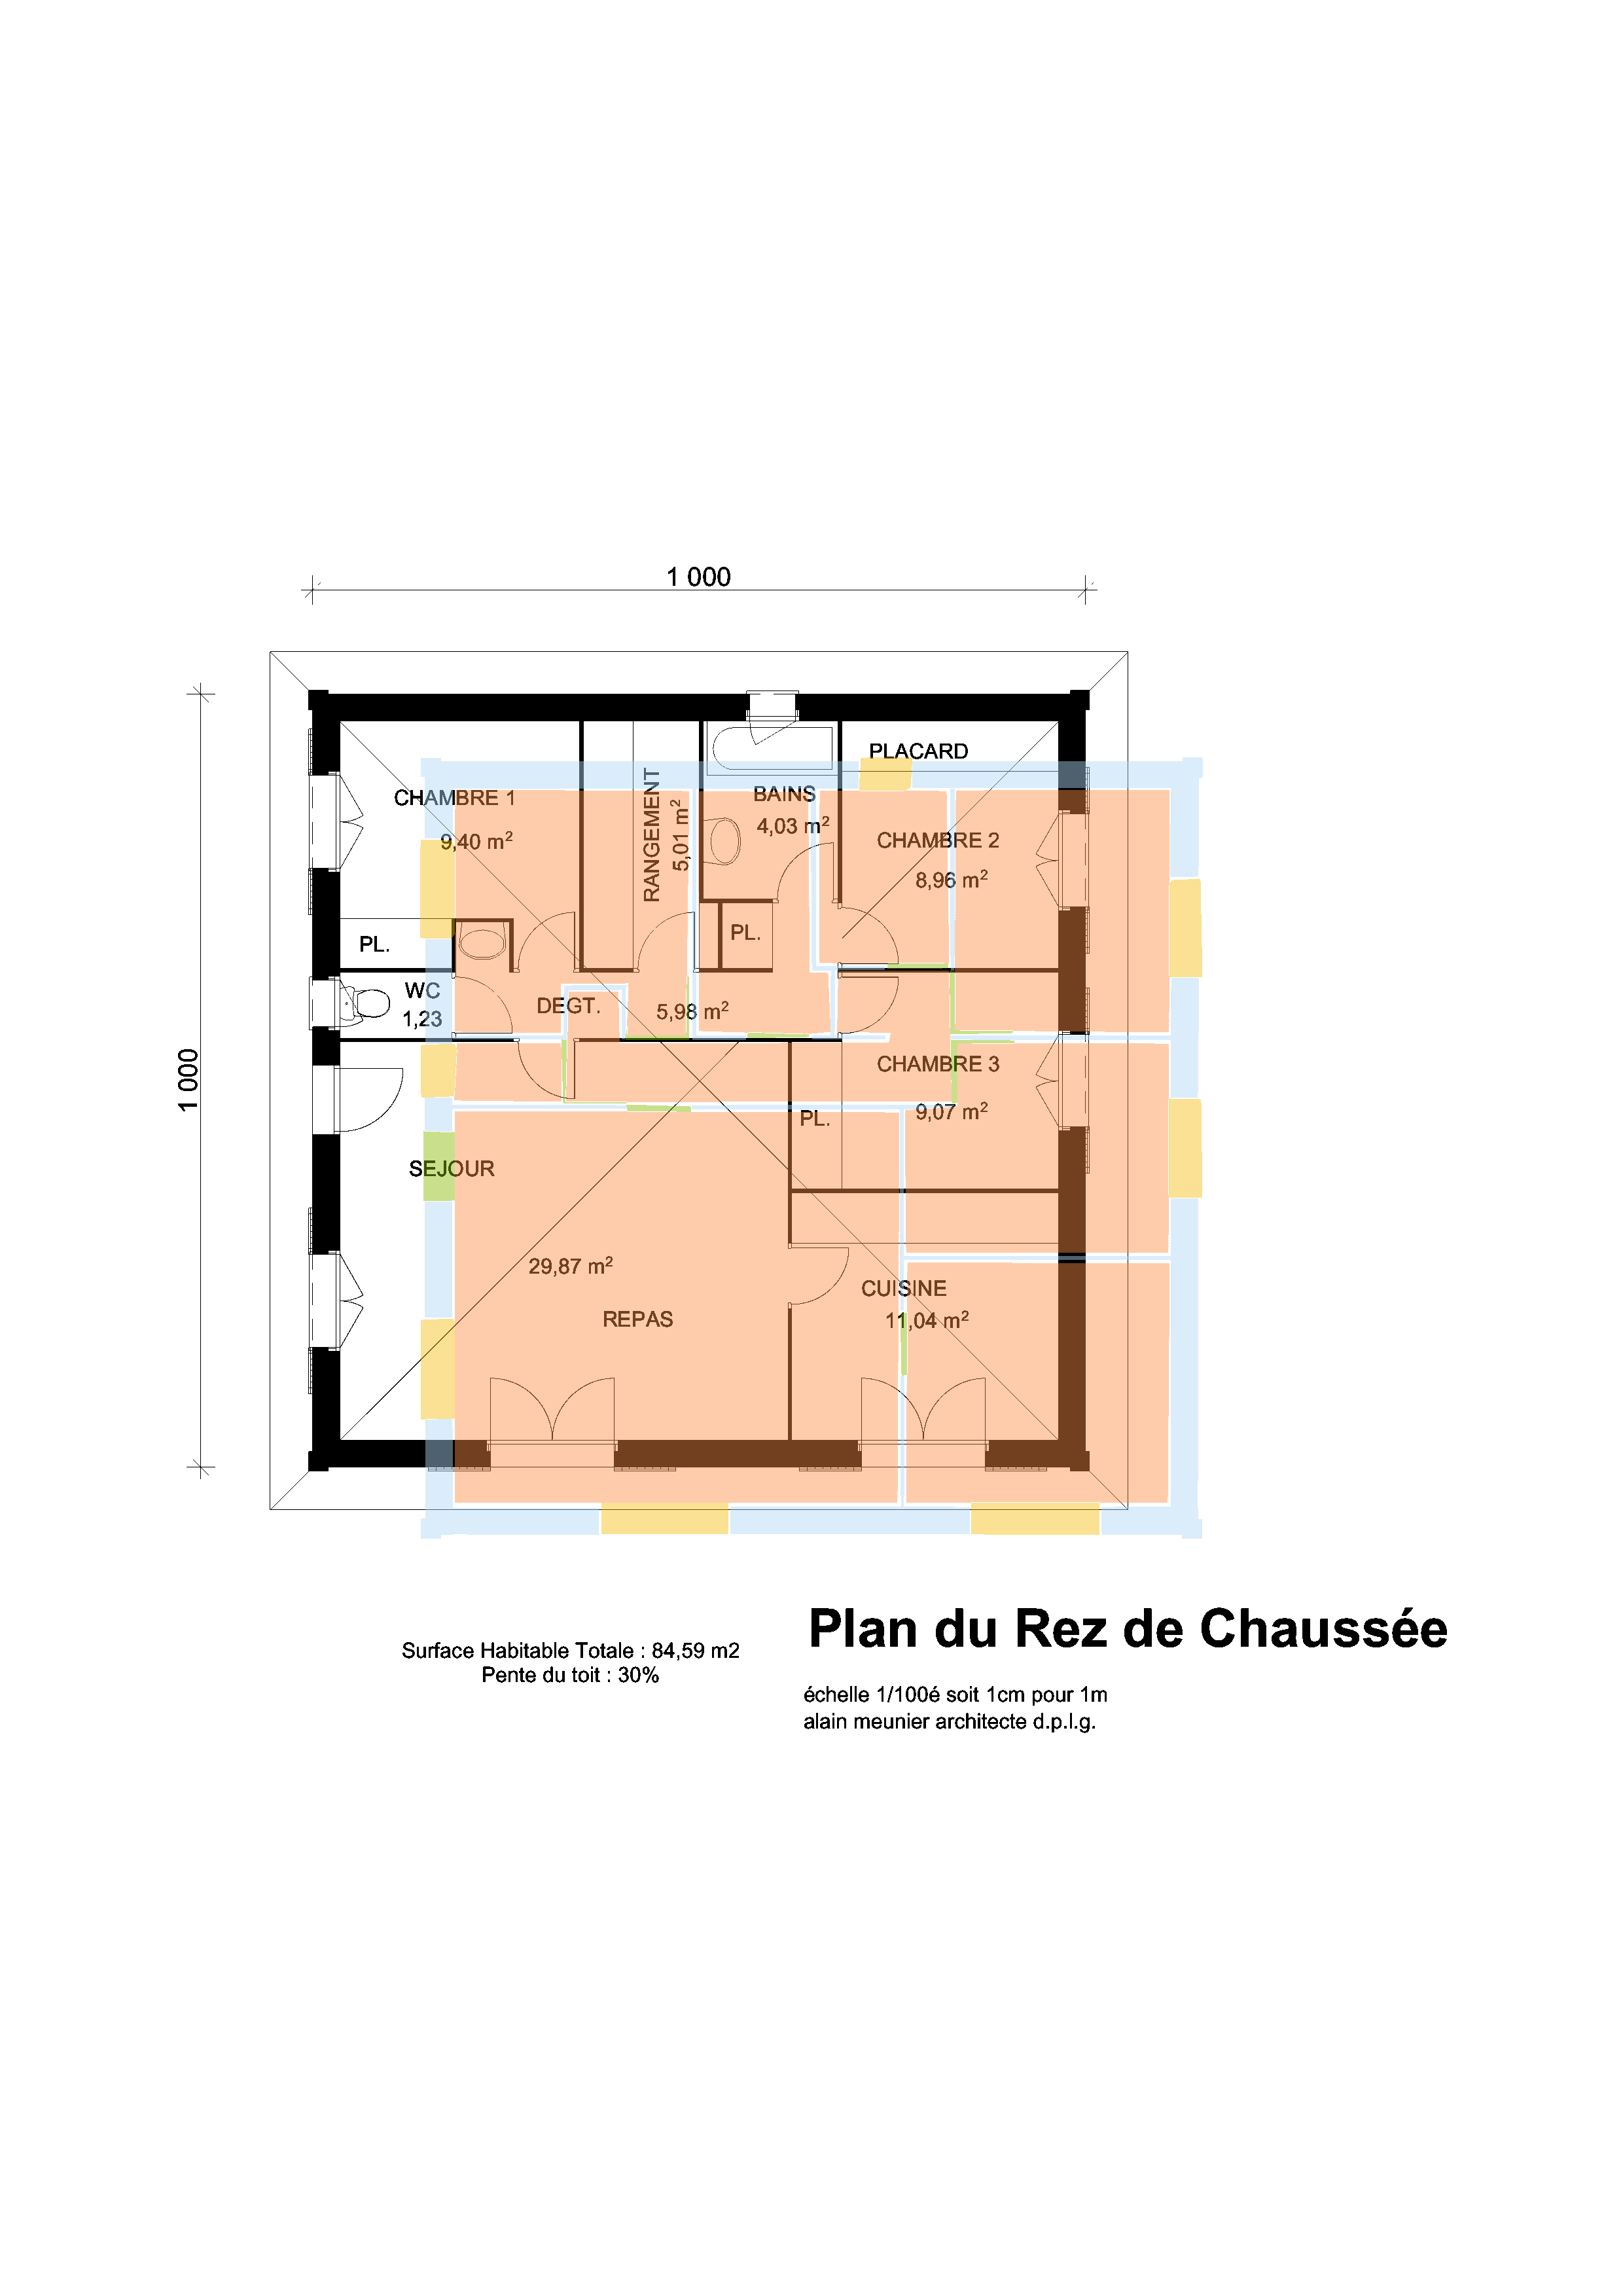 1 000
1 000
PLACARD
CHAMBRE 1
9,40 m²
RANGEMENT
5,01 m²
BAINS
4,03 m²
CHAMBRE 2
8,96 m²
PL.
PL.
WC
1,23
DEGT.
5,98 m²
CHAMBRE 3
9,07 m²
PL.
SEJOUR
29,87 m²
REPAS
CUISINE
11,04 m²
Plan du Rez de Chaussée
Surface Habitable Totale : 84,59 m2
Pente du toit : 30%
échelle 1/100é soit 1cm pour 1m
alain meunier architecte d.p.l.g.